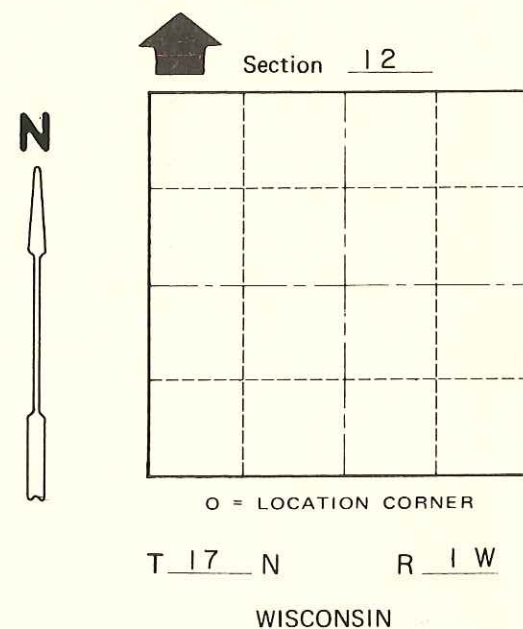 Section 12
N
O = LOCATION CORNER
T 17 N R 1 W
WISCONSIN